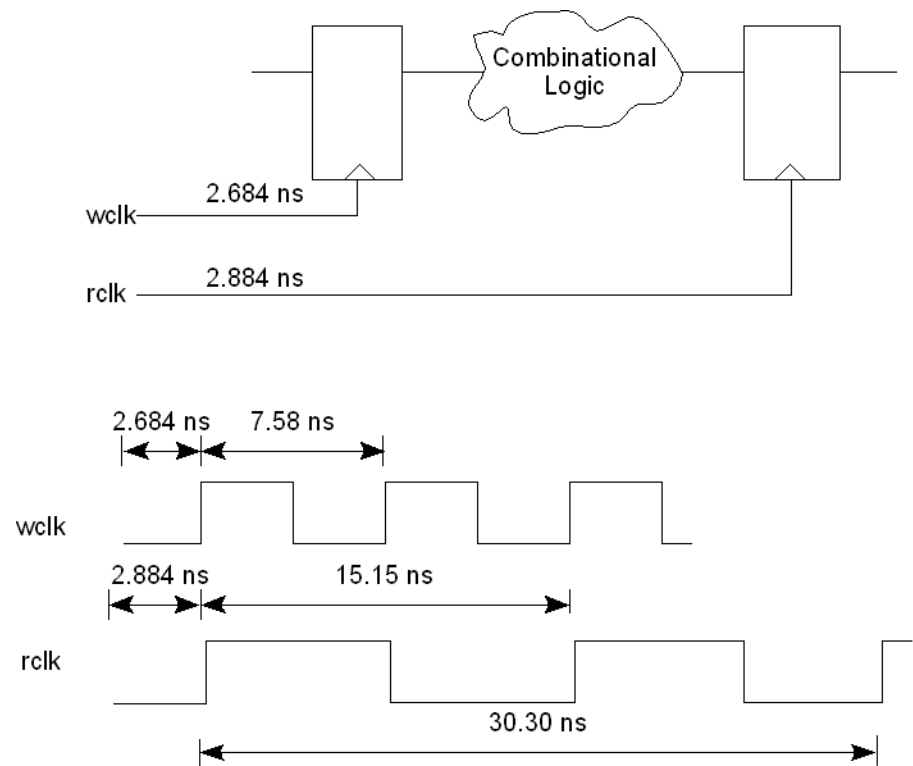 Combinational
Logic
2.684 ns
wclk
2.884 ns
rclk
2.684 ns 7.58 ns
wclk
2.884 ns 15.15 ns
rclk
30.30 ns